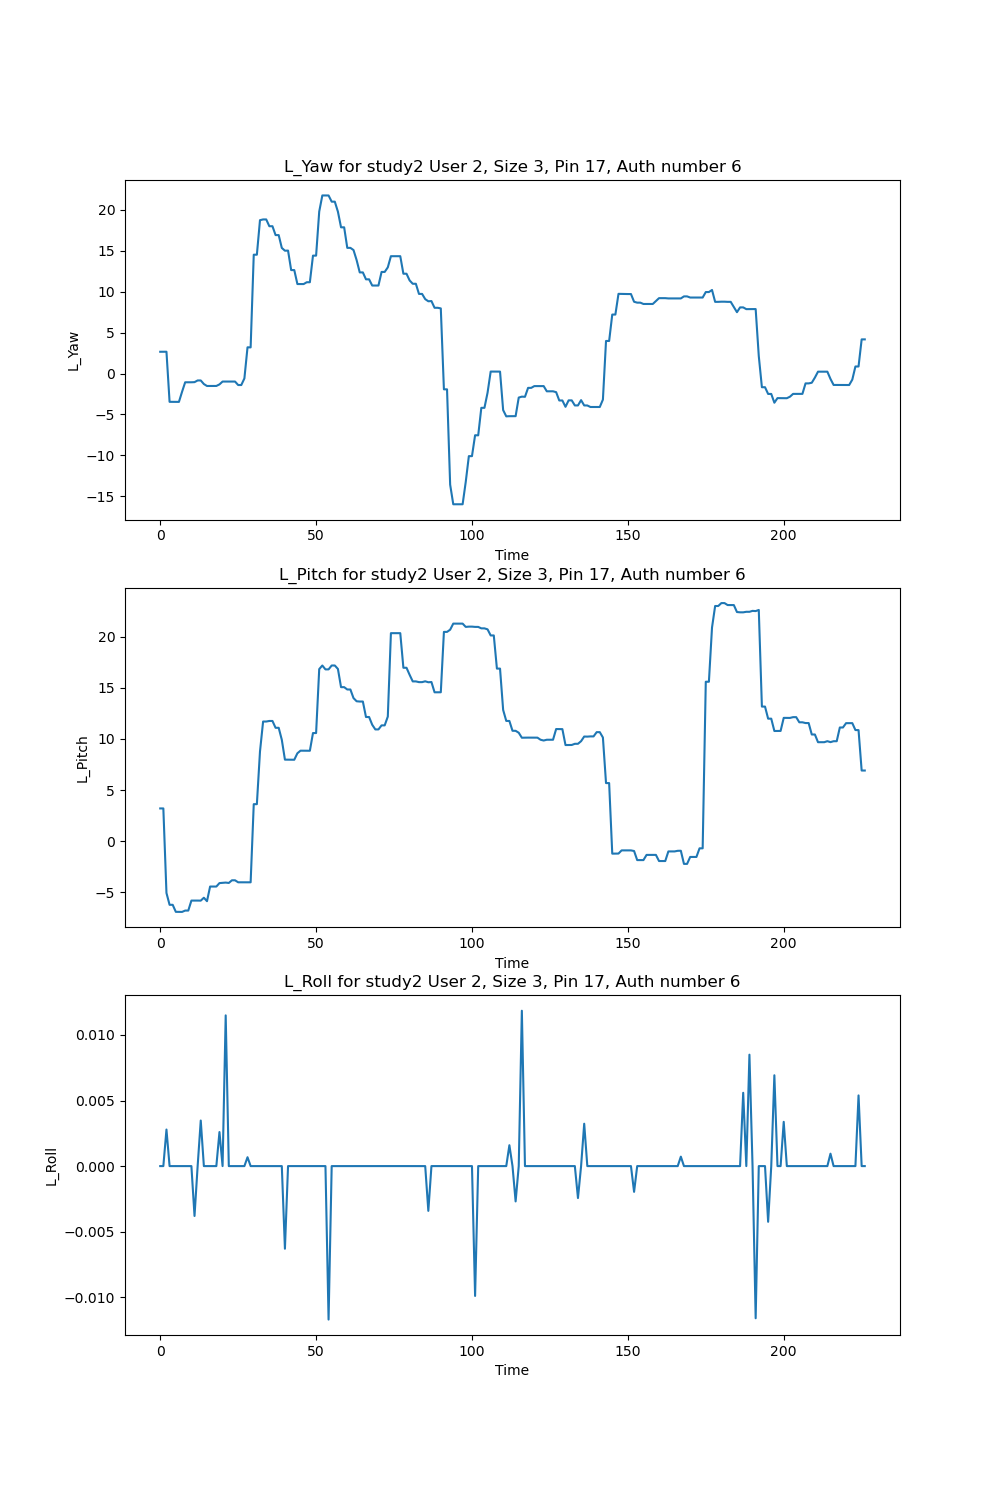 L_Yaw for study2 User 2, Size 3, Pin 17, Auth number 6
20
15
10
5
0
−5
−10
−15
L_Yaw
0 50 100 150 200
Time
L_Pitch for study2 User 2, Size 3, Pin 17, Auth number 6
20
15
10
5
0
−5
L_Pitch
0 50 100 150 200
Time
L_Roll for study2 User 2, Size 3, Pin 17, Auth number 6
0.010
0.005
0.000
−0.005
−0.010
L_Roll
0 50 100 150 200
Time